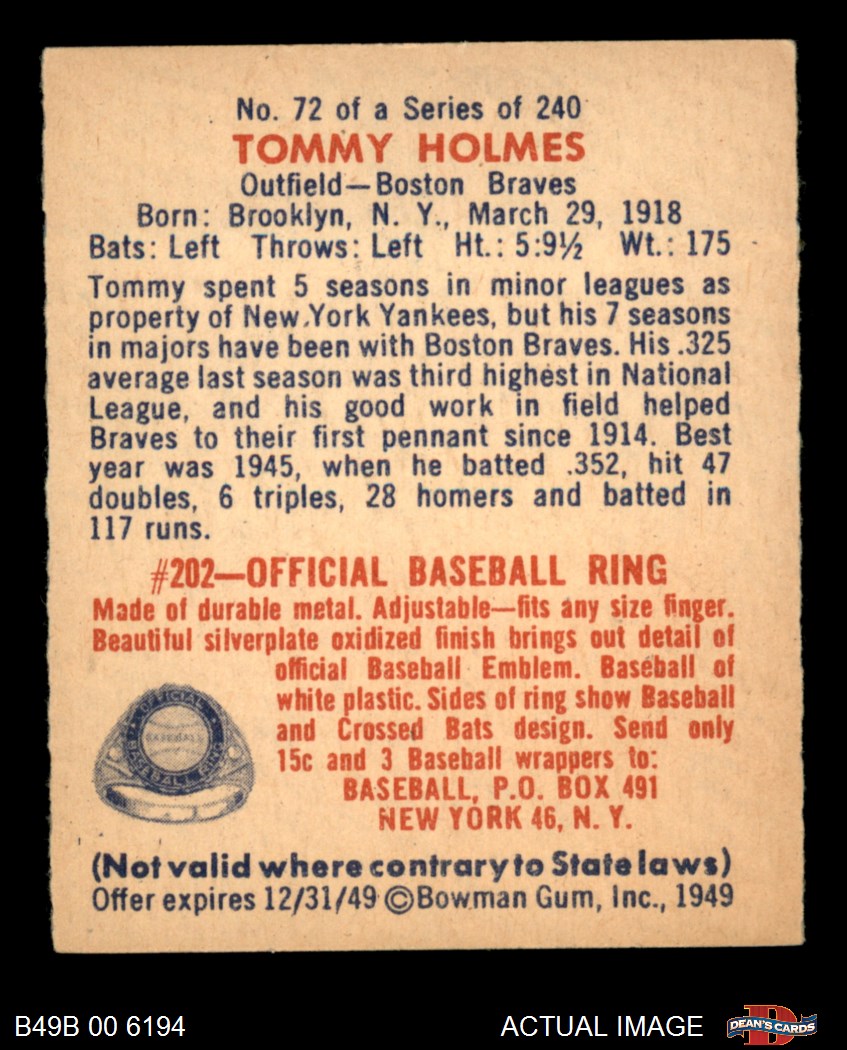 No. 72 of a Series of 240
TOMMY HOLMES
Outfield—Boston Braves
Born: Brooklyn, N. Y., March 29, 1918
Bats: Left Throws: Left Ht.: 5:9½ Wt.: 175
Tommy spent 5 seasons in minor leagues as
property of New York Yankees, but his 7 seasons
in majors have been with Boston Braves. His .325
average last season was third highest in National
League, and his good work in field helped
Braves to their first pennant since 1914. Best
year was 1945, when he batted .352, hit 47
doubles, 6 triples, 28 homers and batted in
117 runs.
#202—OFFICIAL BASEBALL RING
Made of durable metal. Adjustable—fits any size finger.
Beautiful silverplate oxidized finish brings out detail of
official Baseball Emblem. Baseball of
white plastic. Sides of ring show Baseball
and Crossed Bats design. Send only
15c and 3 Baseball wrappers to:
BASEBALL, P.O. BOX 491
NEW YORK 46, N. Y.
OFFICIAL
BASEBALL
BASEBALL RING
(Not valid where contrary to State laws)
Offer expires 12/31/49 ©Bowman Gum, Inc., 1949
B49B 00 6194
ACTUAL IMAGE
DEAN'S CARDS